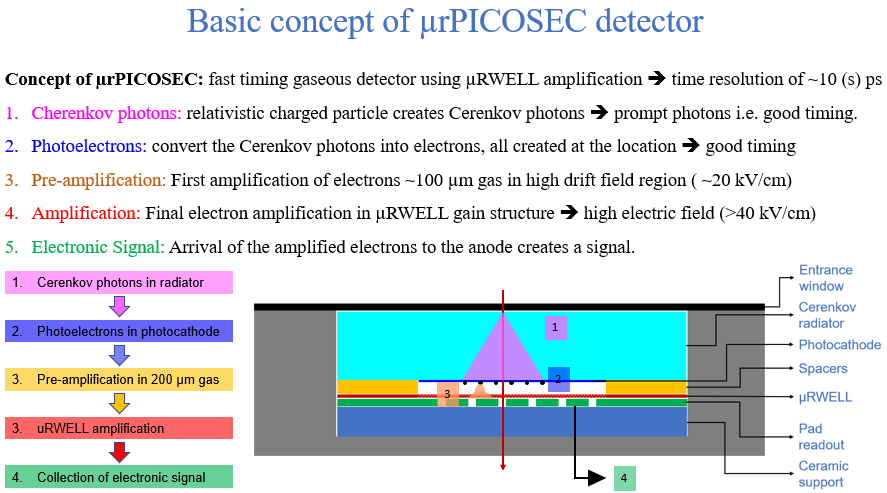 Basic concept of µrPICOSEC detector
Concept of µrPICOSEC: fast timing gaseous detector using µRWELL amplification ➔ time resolution of ~10 (s) ps
1. Cherenkov photons: relativistic charged particle creates Cerenkov photons ➔ prompt photons i.e. good timing.
2. Photoelectrons: convert the Cerenkov photons into electrons, all created at the location ➔ good timing
3. Pre-amplification: First amplification of electrons ~100 µm gas in high drift field region ( ~20 kV/cm)
4. Amplification: Final electron amplification in µRWELL gain structure ➔ high electric field (>40 kV/cm)
5. Electronic Signal: Arrival of the amplified electrons to the anode creates a signal.
1. Cerenkov photons in radiator
2. Photoelectrons in photocathode
3. Pre-amplification in 200 µm gas
3. uRWELL amplification
4. Collection of electronic signal
1
2
3
4
Entrance
window
Cerenkov
radiator
Photocathode
Spacers
µRWELL
Pad
readout
Ceramic
support